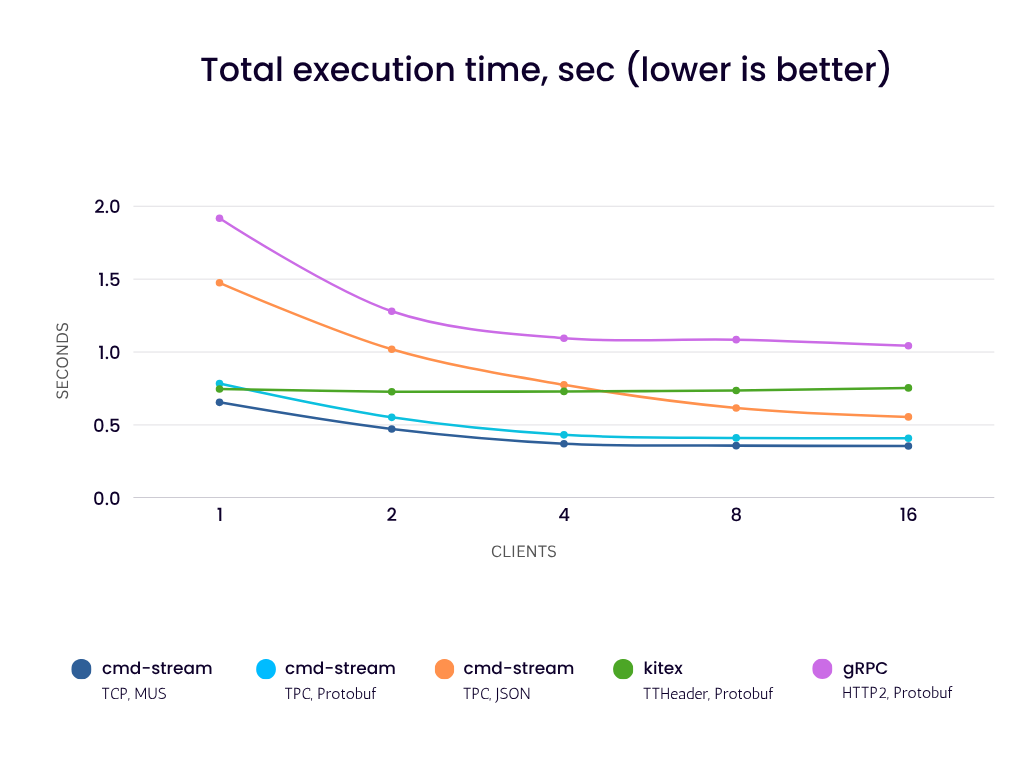 Total execution time, sec (lower is better)
2.0
1.5
1.0
0.5
0.0
SECONDS
1 2 4 8 16
CLIENTS
cmd-stream cmd-stream cmd-stream kitex gRPC
TCP, MUS TPC, Protobuf TPC, JSON TTHeader, Protobuf HTTP2, Protobuf